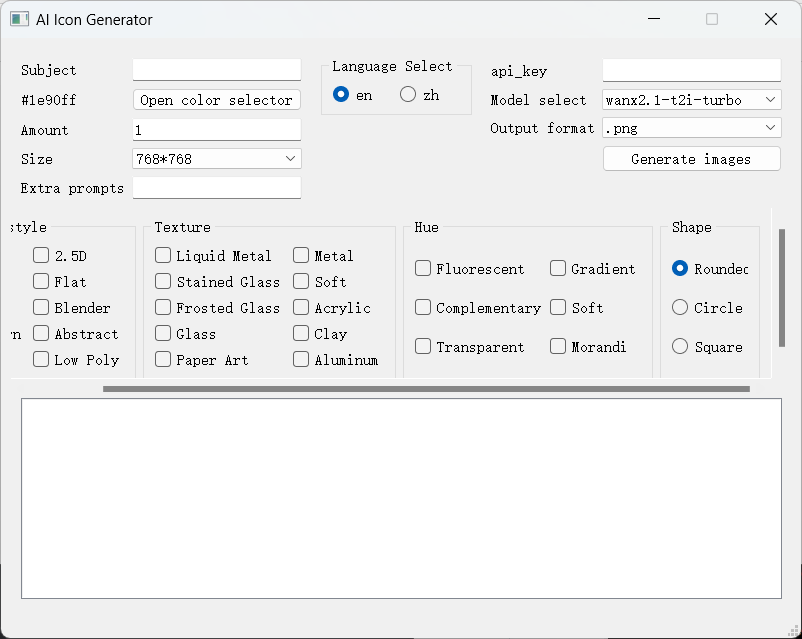 AI Icon Generator
Subject
#1e90ff
Open color selector
Amount
1
Size
768*768
Extra prompts
Language Select
en
zh
api_key
Model select
wanx2.1-t2i-turbo
Output format
.png
Generate images
style
2.5D
Flat
Blender
Abstract
Low Poly
Texture
Liquid Metal
Metal
Stained Glass
Soft
Frosted Glass
Acrylic
Glass
Clay
Paper Art
Aluminum
Hue
Fluorescent
Gradient
Complementary
Soft
Transparent
Morandi
Shape
Rounded
Circle
Square